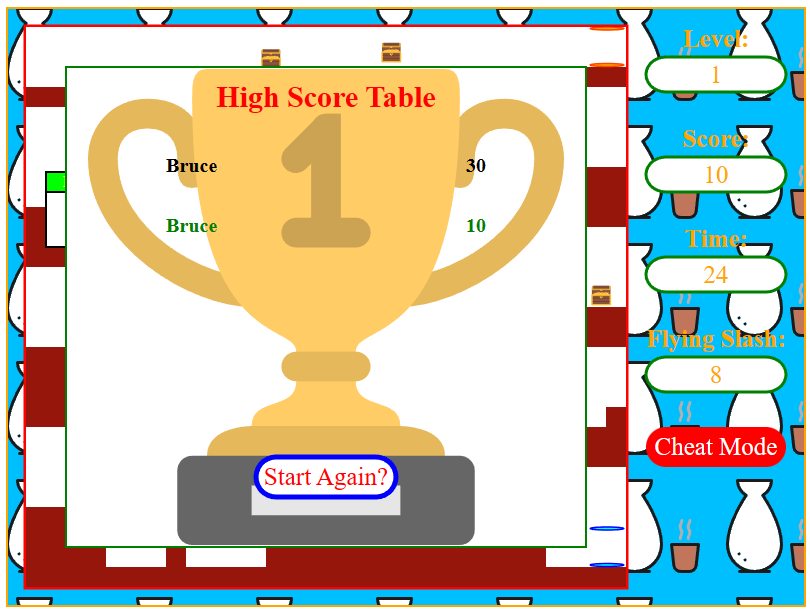 High Score Table
Bruce 30
1
Bruce 10
Start Again?
Level:
1
Score:
10
Time:
24
Flying Slash:
8
Cheat Mode